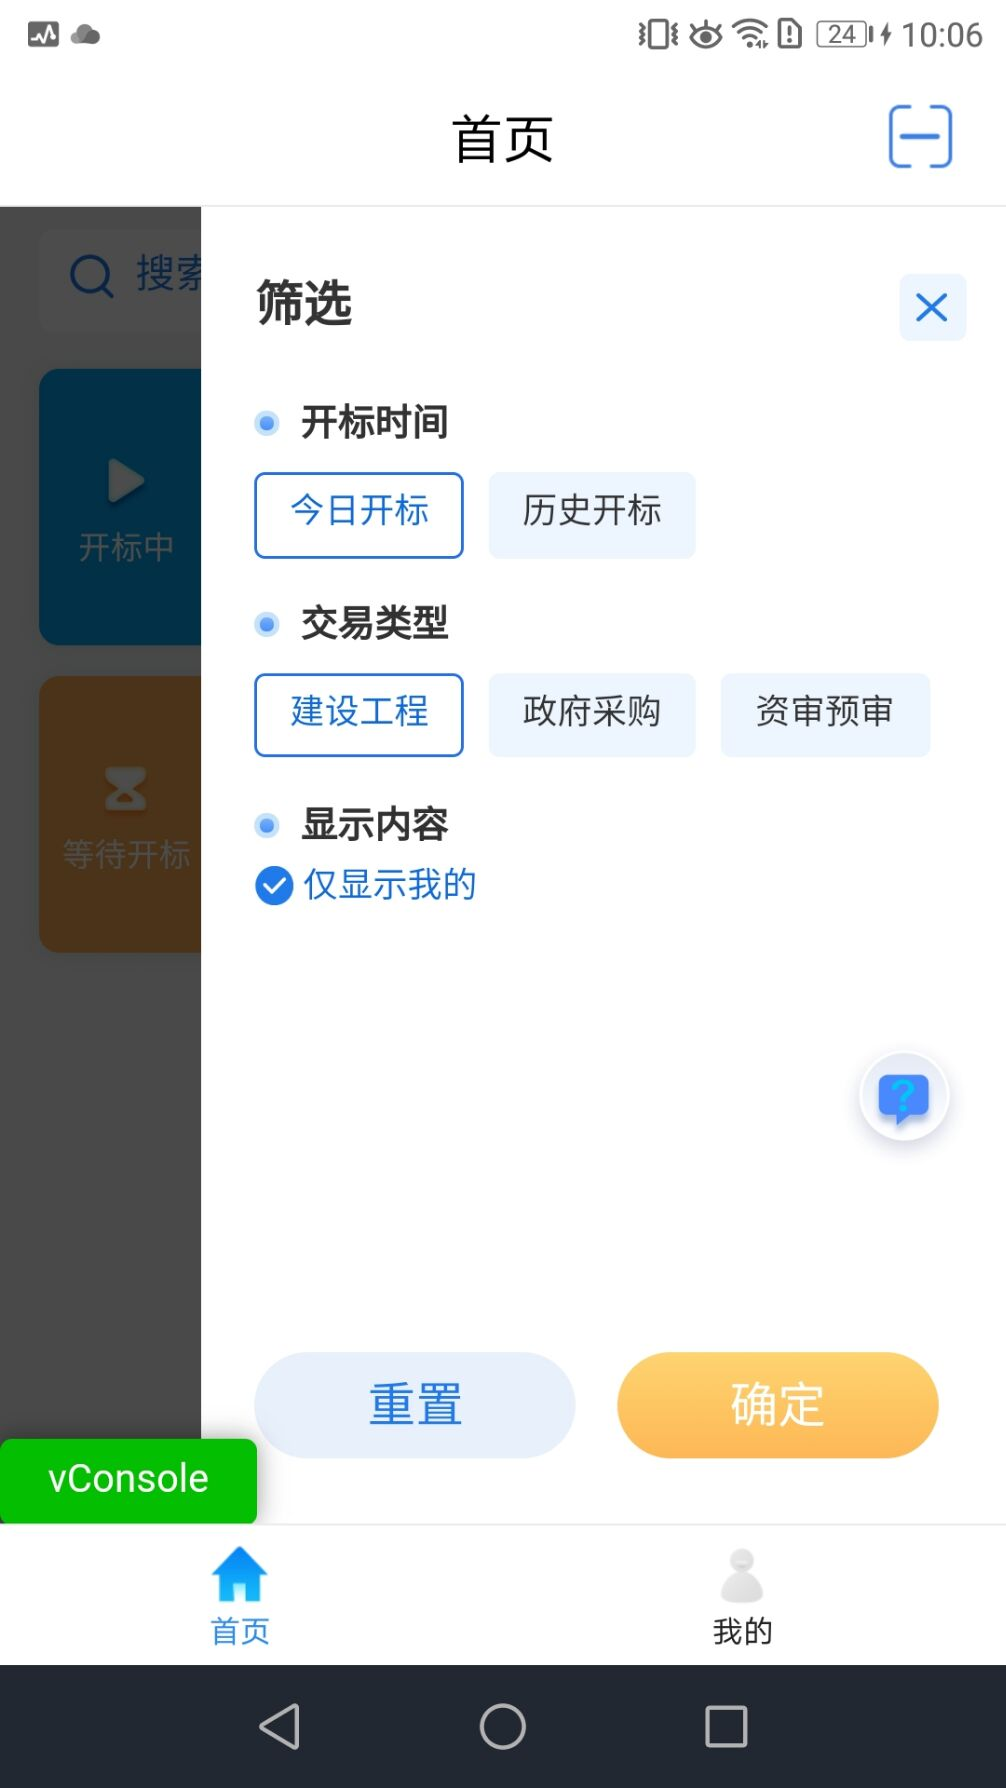 24 10:06
首页
搜索
筛选
开标时间
今日开标 历史开标
开标中
交易类型
建设工程 政府采购 资审预审
显示内容
等待开标
仅显示我的
?
重置 确定
vConsole
首页 我的